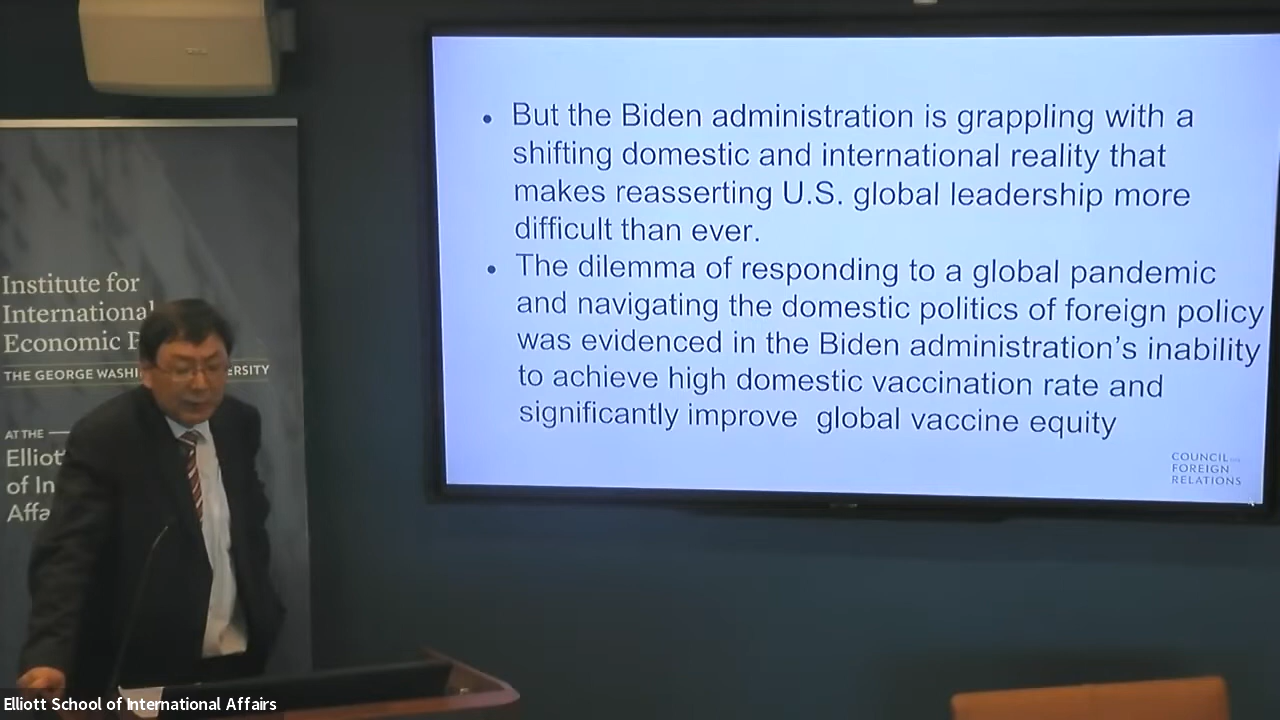 But the Biden administration is grappling with a
shifting domestic and international reality that
makes reasserting U.S. global leadership more
difficult than ever.
The dilemma of responding to a global pandemic
and navigating the domestic politics of foreign policy
was evidenced in the Biden administration's inability
to achieve high domestic vaccination rate and
significantly improve global vaccine equity
COUNCIL on
FOREIGN
RELATIONS
Institute for
International
Economic P
THE GEORGE WASHI ERSITY
AT THE
Elliot
of In
Affa
Elliott School of International Affairs